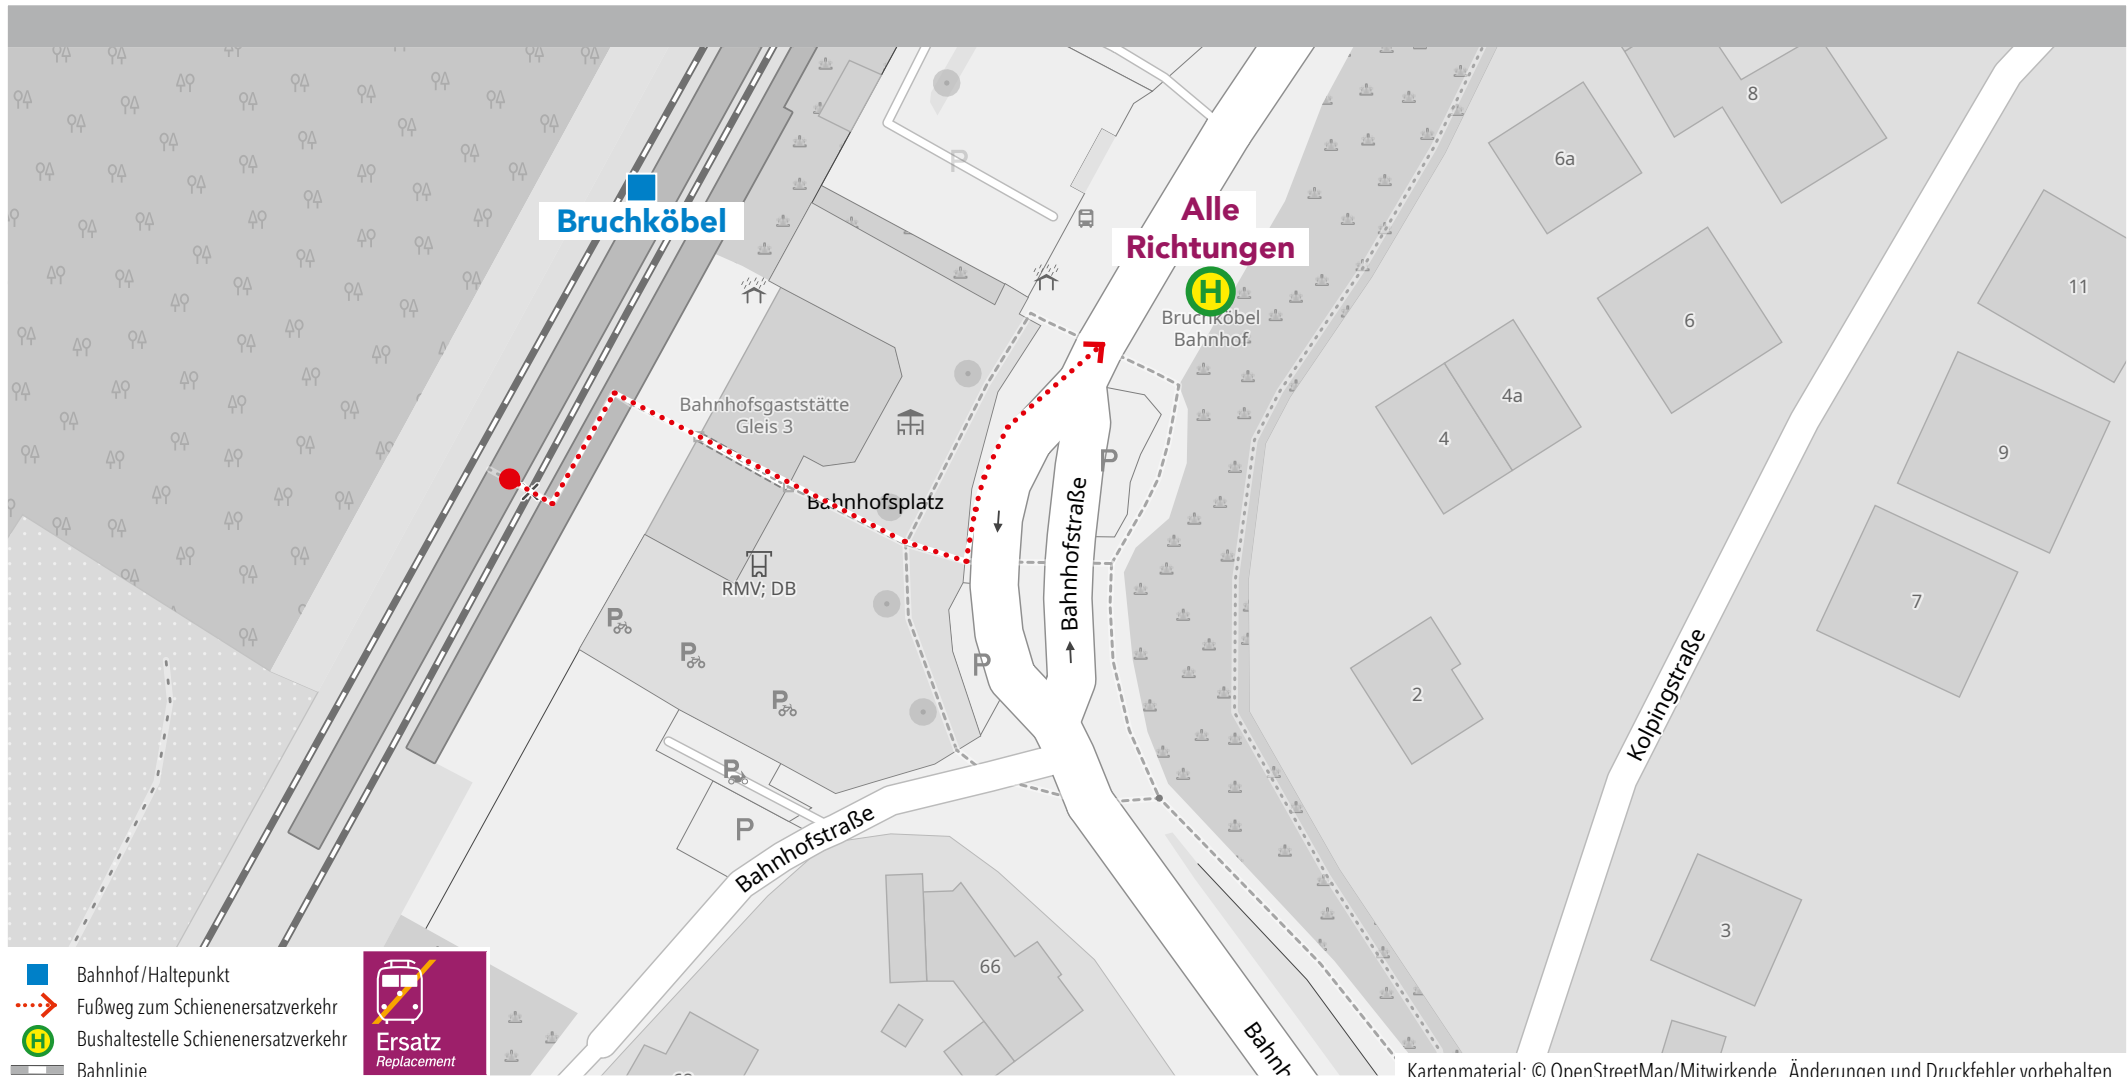 8
6a
Bruchköbel
Alle
Richtungen
H
Bruchköbel
Bahnhof
11
6
Bahnhofsgaststätte
Gleis 3
4a
4
P
P
9
Bahnhofsplatz
Bahnhofstraße
RMV; DB
7
P
P
P
P
2
Kolpingstraße
P
P
Bahnhofstraße
3
66
Bahnh
Bahnhof/Haltepunkt
Fußweg zum Schienenersatzverkehr
H
Bushaltestelle Schienenersatzverkehr
Bahnlinie
Ersatz
Replacement
Kartenmaterial: © OpenStreetMap/Mitwirkende Änderungen und Druckfehler vorbehalten